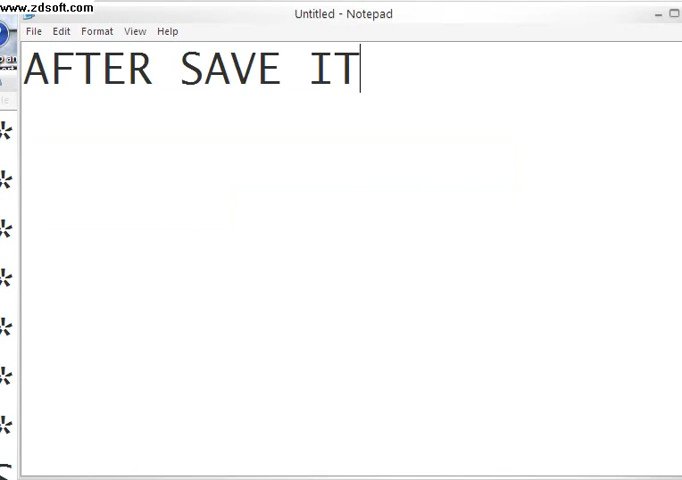 www.zdsoft.com
Untitled - Notepad
File Edit Format View Help
AFTER SAVE IT
*
*
*
*
*
*
*